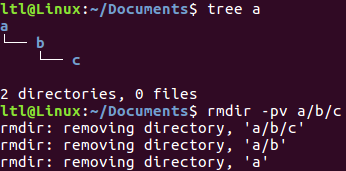 ltl@Linux:~/Documents$ tree a
a
└── b
    └── c
2 directories, 0 files
ltl@Linux:~/Documents$ rmdir -pv a/b/c
rmdir: removing directory, 'a/b/c'
rmdir: removing directory, 'a/b'
rmdir: removing directory, 'a'